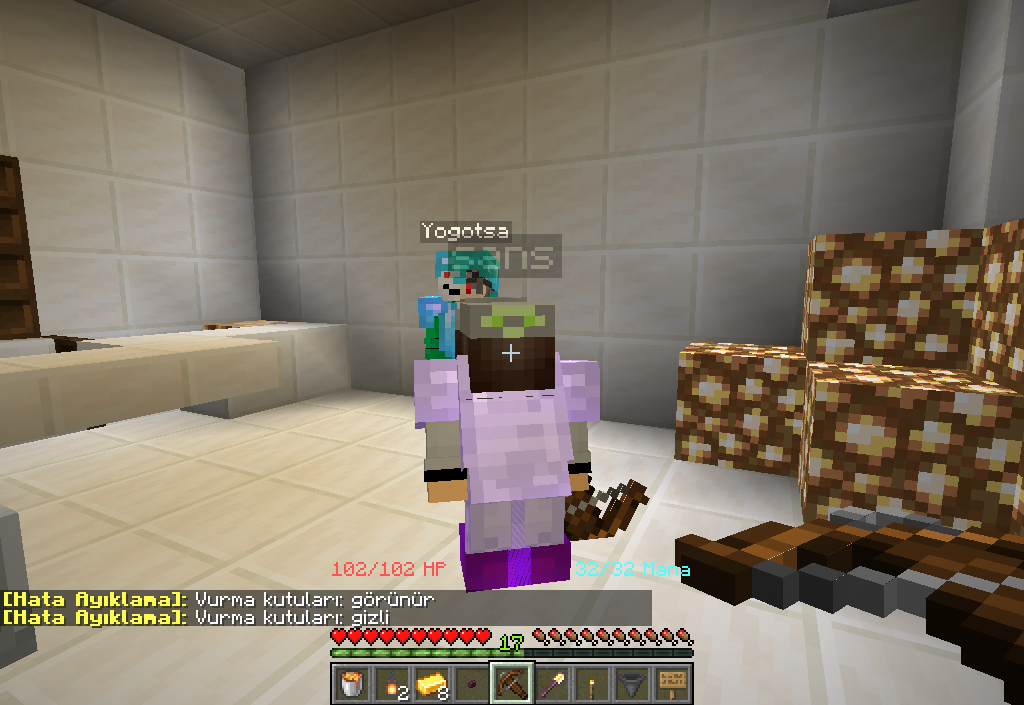 Yogotsa
sans
102/102 HP
32/32 Mana
[Hata Ayıklama]: Vurma kutuları: görünür
[Hata Ayıklama]: Vurma kutuları: gizli
17
2
8